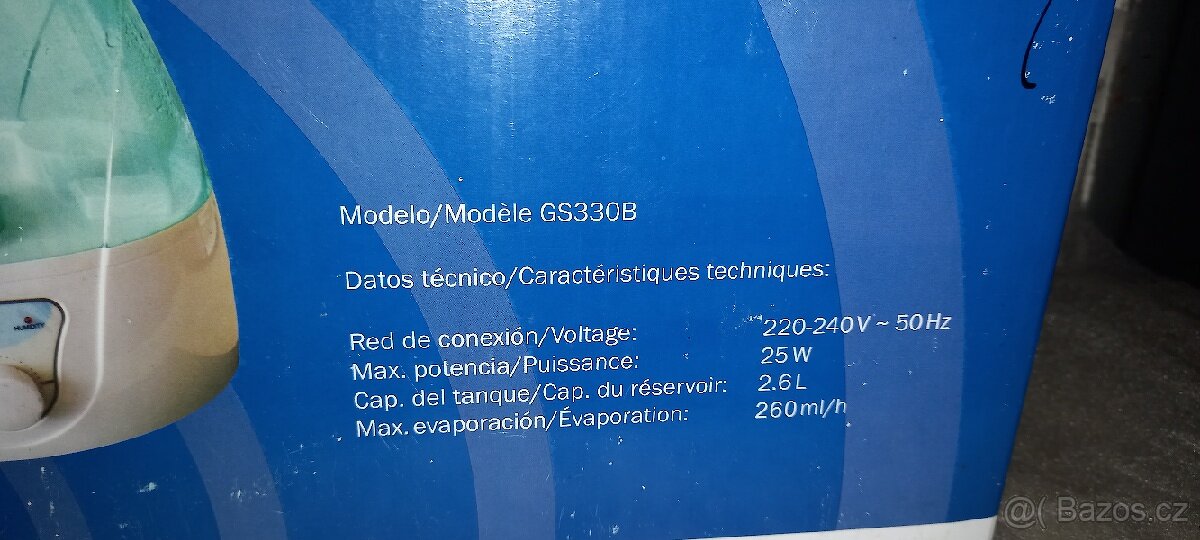 Modelo/Modèle GS330B
Datos técnico/Caractéristiques techniques:
Red de conexión/Voltage: 220-240V ~ 50Hz
Max. potencia/Puissance: 25W
Cap. del tanque/Cap. du réservoir: 2.6L
Max. evaporación/Évaporation: 260ml/h
HUMIDITY
@( Bazos.cz